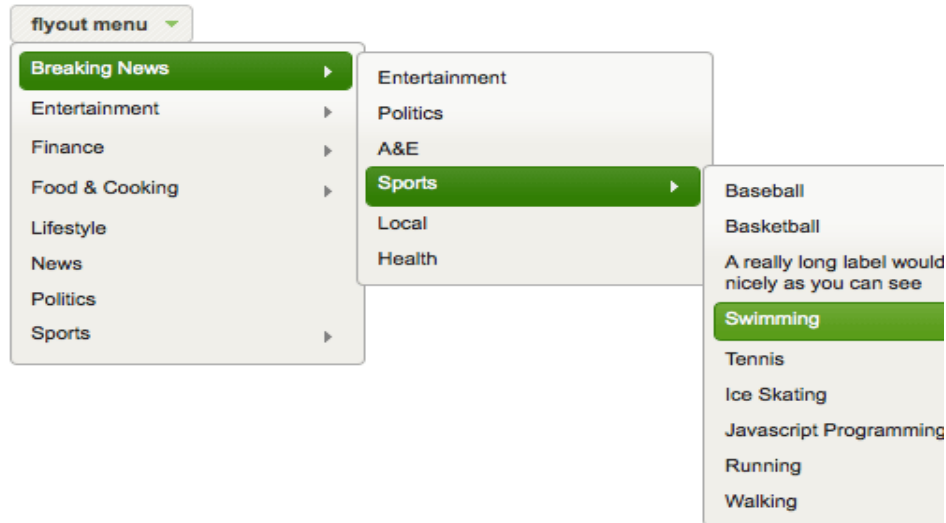 flyout menu
Breaking News
Entertainment
Finance
Food & Cooking
Lifestyle
News
Politics
Sports
Entertainment
Politics
A&E
Sports
Local
Health
Baseball
Basketball
A really long label would
nicely as you can see
Swimming
Tennis
Ice Skating
Javascript Programming
Running
Walking